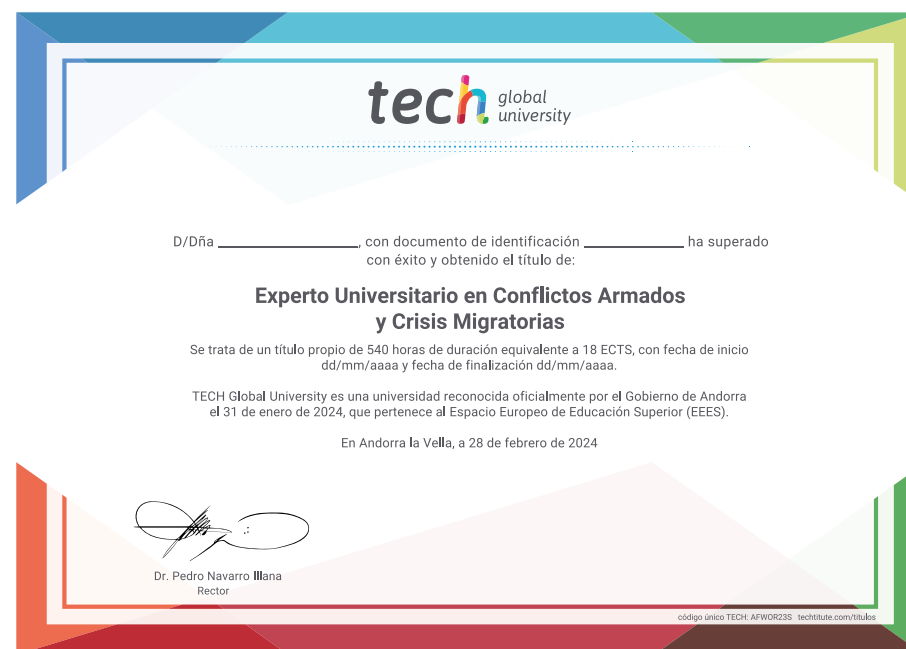 tech global university
D/Dña ____________, con documento de identificación ____________ ha superado
con éxito y obtenido el título de:
Experto Universitario en Conflictos Armados
y Crisis Migratorias
Se trata de un título propio de 540 horas de duración equivalente a 18 ECTS, con fecha de inicio
dd/mm/aaaa y fecha de finalización dd/mm/aaaa.
TECH Global University es una universidad reconocida oficialmente por el Gobierno de Andorra
el 31 de enero de 2024, que pertenece al Espacio Europeo de Educación Superior (EEES).
En Andorra la Vella, a 28 de febrero de 2024
Dr. Pedro Navarro Illana
Rector
código único TECH: AFWOR23S techtitute.com/titulos